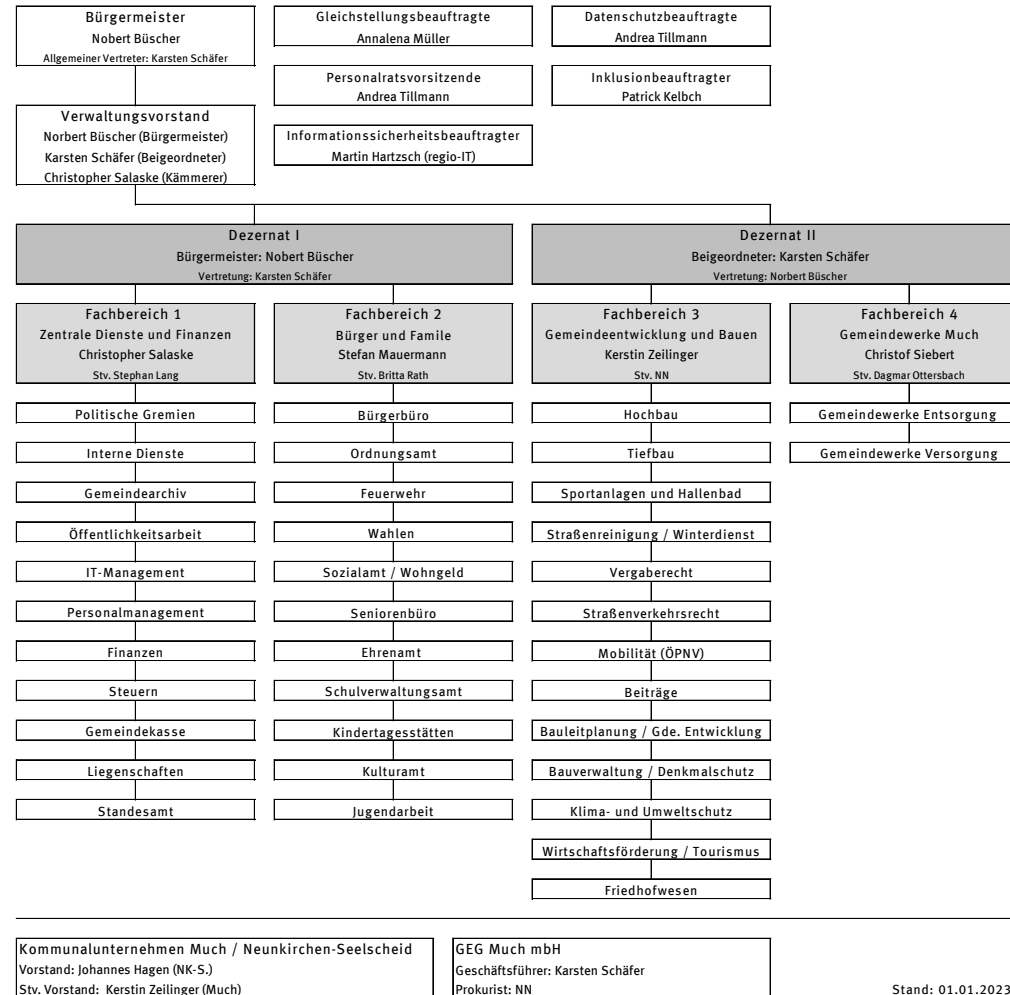 Bürgermeister
Nobert Büscher
Allgemeiner Vertreter: Karsten Schäfer
Gleichstellungsbeauftragte
Annalena Müller
Datenschutzbeauftragte
Andrea Tillmann
Personalratsvorsitzende
Andrea Tillmann
Inklusionbeauftragter
Patrick Kelbch
Verwaltungsvorstand
Norbert Büscher (Bürgermeister)
Karsten Schäfer (Beigeordneter)
Christopher Salaske (Kämmerer)
Informationssicherheitsbeauftragter
Martin Hartzsch (regio-IT)
Dezernat I
Bürgermeister: Nobert Büscher
Vertretung: Karsten Schäfer
Dezernat II
Beigeordneter: Karsten Schäfer
Vertretung: Norbert Büscher
Fachbereich 1
Zentrale Dienste und Finanzen
Christopher Salaske
Stv. Stephan Lang
Politische Gremien
Interne Dienste
Gemeindearchiv
Öffentlichkeitsarbeit
IT-Management
Personalmanagement
Finanzen
Steuern
Gemeindekasse
Liegenschaften
Standesamt
Fachbereich 2
Bürger und Famile
Stefan Mauermann
Stv. Britta Rath
Bürgerbüro
Ordnungsamt
Feuerwehr
Wahlen
Sozialamt / Wohngeld
Seniorenbüro
Ehrenamt
Schulverwaltungsamt
Kindertagesstätten
Kulturamt
Jugendarbeit
Fachbereich 3
Gemeindeentwicklung und Bauen
Kerstin Zeilinger
Stv. NN
Hochbau
Tiefbau
Sportanlagen und Hallenbad
Straßenreinigung / Winterdienst
Vergaberecht
Straßenverkehrsrecht
Mobilität (ÖPNV)
Beiträge
Bauleitplanung / Gde. Entwicklung
Bauverwaltung / Denkmalschutz
Klima- und Umweltschutz
Wirtschaftsförderung / Tourismus
Friedhofwesen
Fachbereich 4
Gemeindewerke Much
Christof Siebert
Stv. Dagmar Ottersbach
Gemeindewerke Entsorgung
Gemeindewerke Versorgung
Kommunalunternehmen Much / Neunkirchen-Seelscheid
Vorstand: Johannes Hagen (NK-S.)
Stv. Vorstand: Kerstin Zeilinger (Much)
GEG Much mbH
Geschäftsführer: Karsten Schäfer
Prokurist: NN
Stand: 01.01.2023